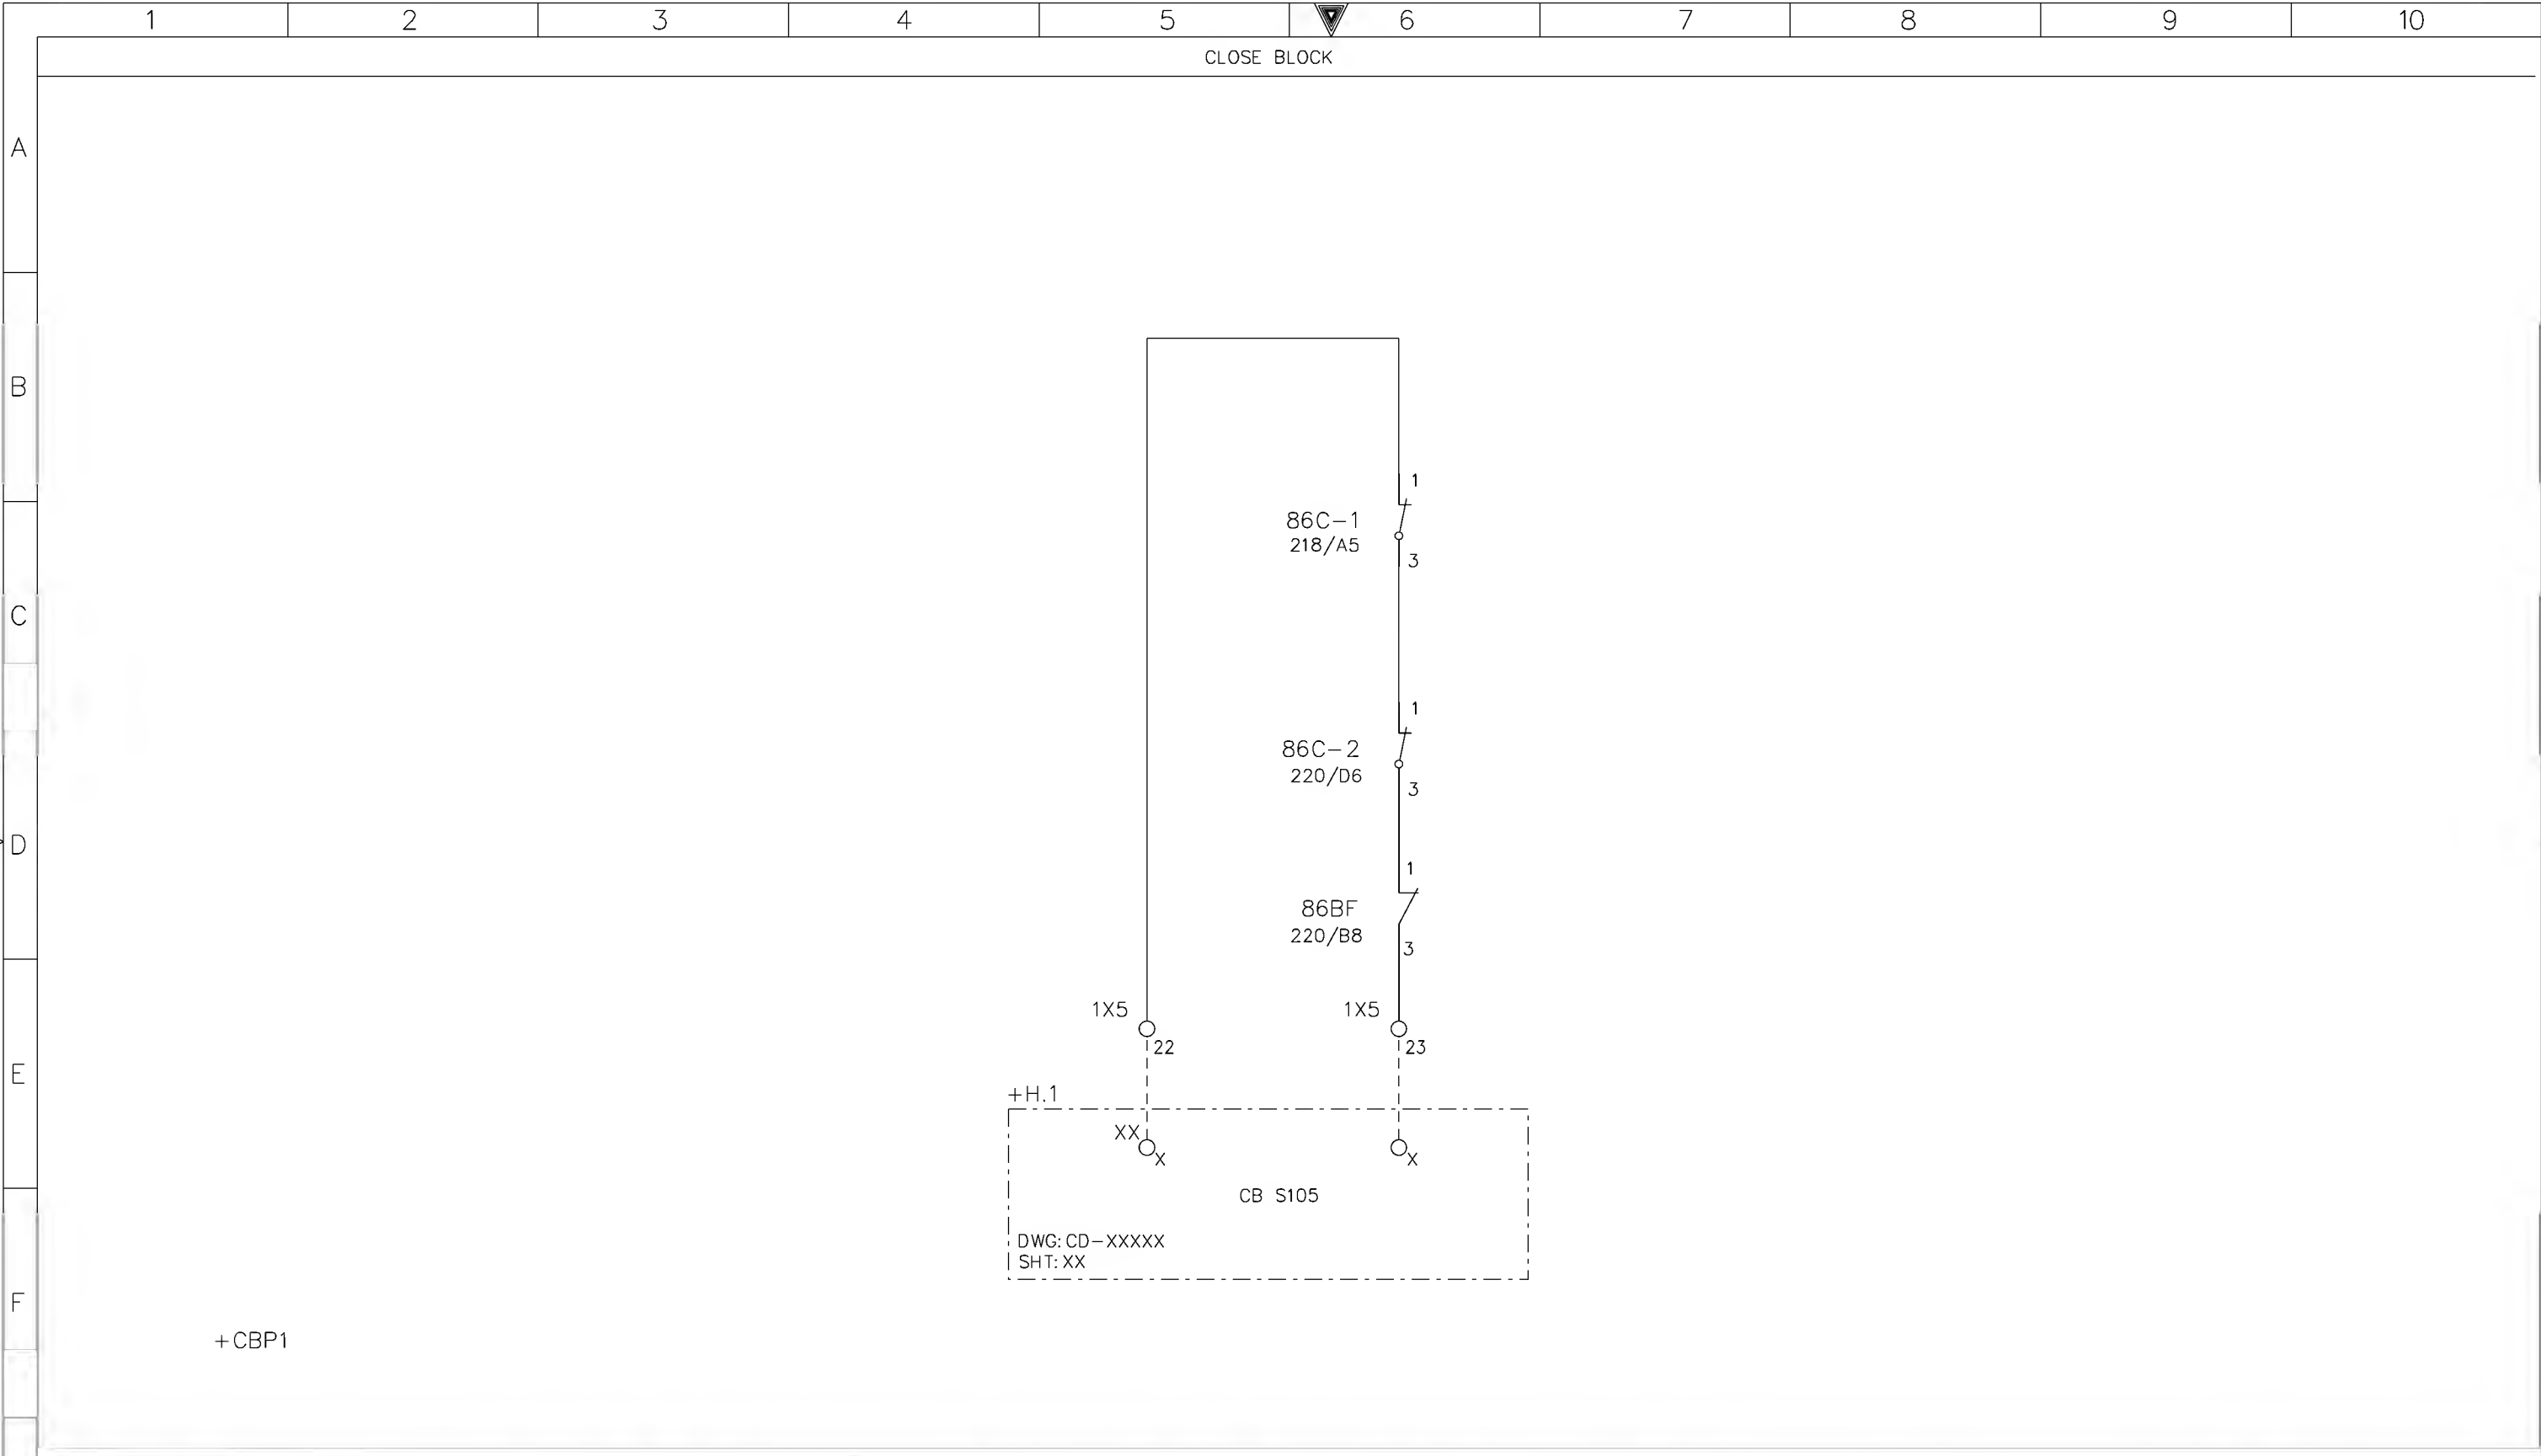 1 2 3 4 5 6 7 8 9 10
CLOSE BLOCK
A
B
1
86C-1
218/A5
3
C
1
86C-2
220/D6
3
D
1
86BF
220/B8
3
1X5 1X5
22 23
E
+H.1
XX
X X
CB S105
DWG: CD-XXXXX
SHT: XX
F
+CBP1